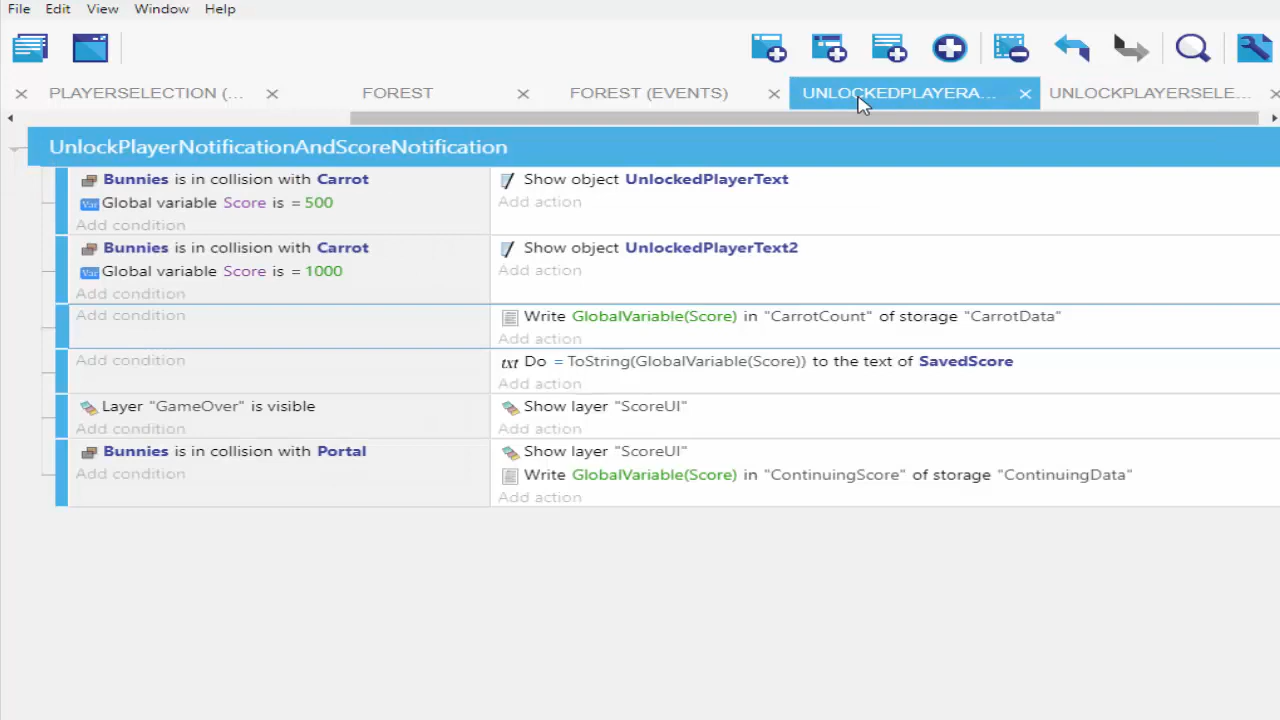 File Edit View Window Help
PLAYERSELECTION (... FOREST FOREST (EVENTS) UNLOCKEDPLAYERA... UNLOCKPLAYERSELE...
UnlockPlayerNotificationAndScoreNotification
Bunnies is in collision with Carrot
Global variable Score is = 500
Add condition
Show object UnlockedPlayerText
Add action
Bunnies is in collision with Carrot
Global variable Score is = 1000
Add condition
Show object UnlockedPlayerText2
Add action
Add condition
Write GlobalVariable(Score) in "CarrotCount" of storage "CarrotData"
Add action
Add condition
txt Do = ToString(GlobalVariable(Score)) to the text of SavedScore
Add action
Layer "GameOver" is visible
Add condition
Show layer "ScoreUI"
Add action
Bunnies is in collision with Portal
Add condition
Show layer "ScoreUI"
Write GlobalVariable(Score) in "ContinuingScore" of storage "ContinuingData"
Add action